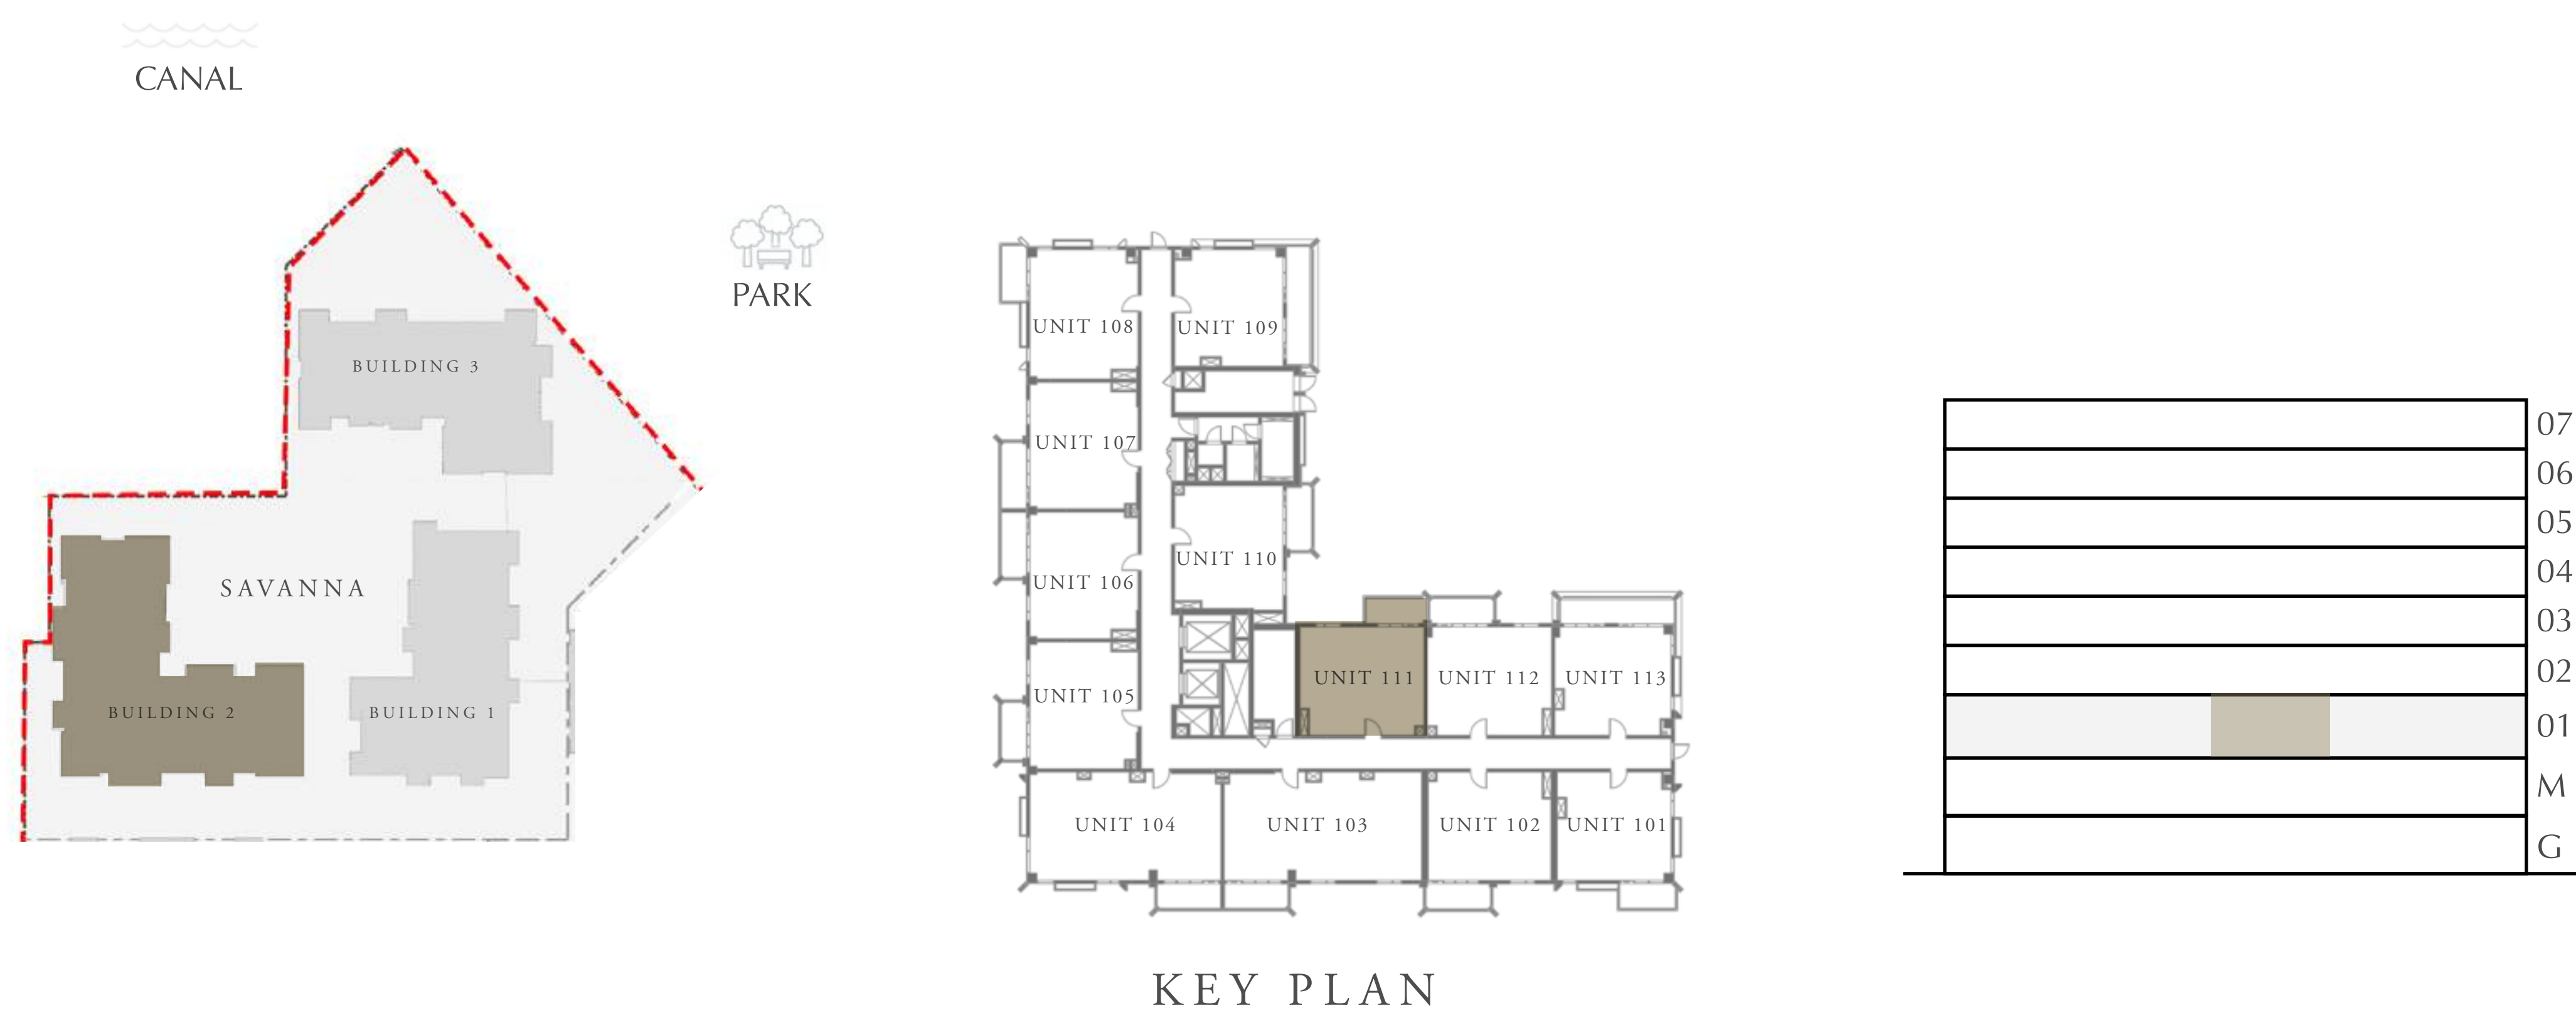 CANAL
PARK
BUILDING 3
SAVANNA
BUILDING 2
BUILDING 1
UNIT 108
UNIT 109
UNIT 107
UNIT 110
UNIT 106
UNIT 105
UNIT 111
UNIT 112
UNIT 113
UNIT 104
UNIT 103
UNIT 102
UNIT 101
KEY PLAN
07
06
05
04
03
02
01
M
G